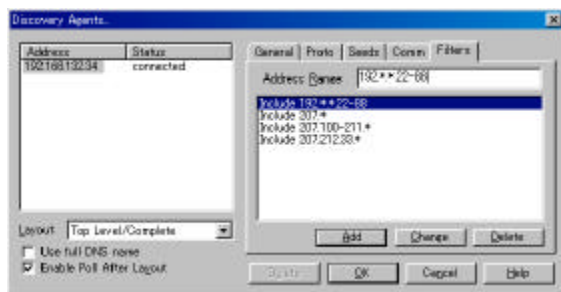 Discovery Agents..
Address Status
192.168.132.34 connected
General Proto Seeds Comm Filters
Address Ranges 192.*.*.22-88
Include 192.*.*.22-88
Include 207.*
Include 207.100-211.*
Include 207.212.33.*
Add Change Delete
Layout Top Level/Complete
Use full DNS name
Enable Poll After Layout
OK Cancel Help